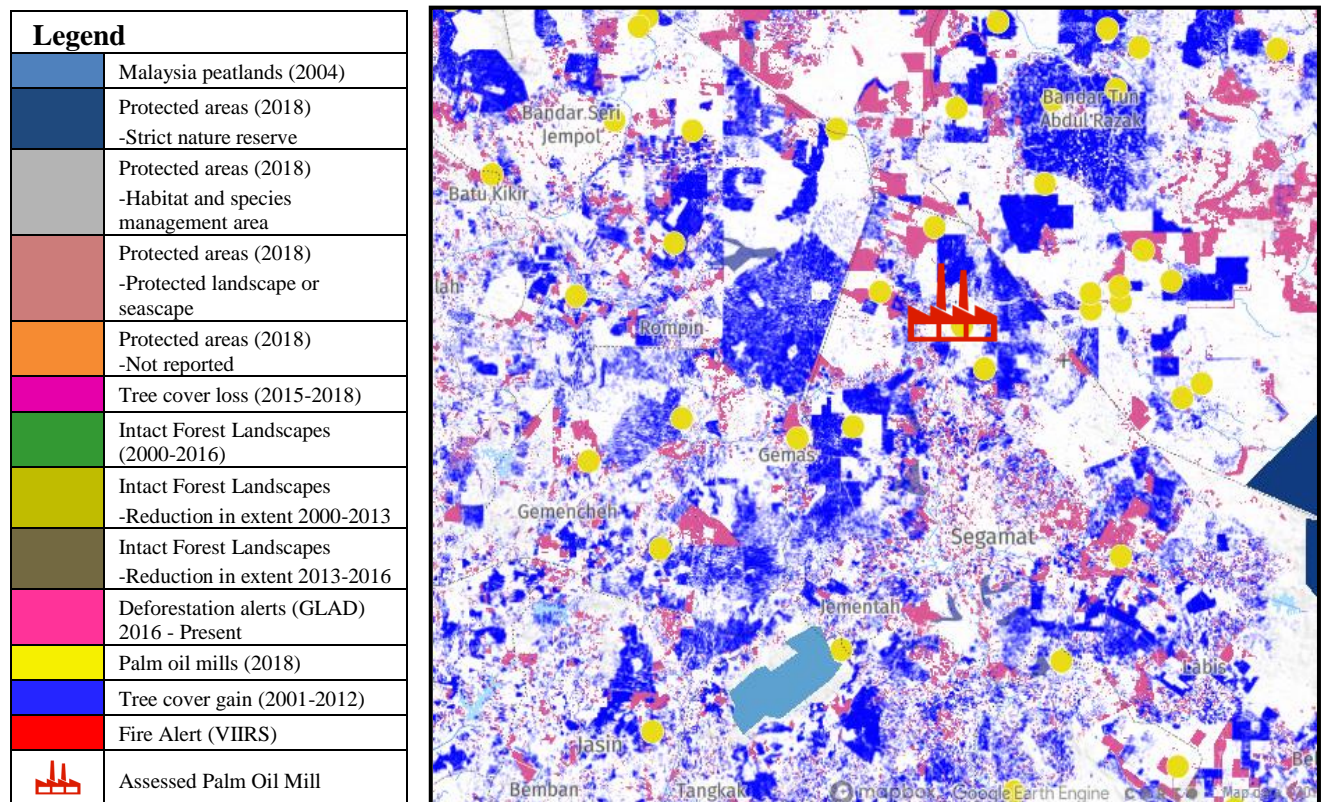 Legend
Malaysia peatlands (2004)
Protected areas (2018)
-Strict nature reserve
Protected areas (2018)
-Habitat and species
management area
Protected areas (2018)
-Protected landscape or
seascape
Protected areas (2018)
-Not reported
Tree cover loss (2015-2018)
Intact Forest Landscapes
(2000-2016)
Intact Forest Landscapes
-Reduction in extent 2000-2013
Intact Forest Landscapes
-Reduction in extent 2013-2016
Deforestation alerts (GLAD)
2016 - Present
Palm oil mills (2018)
Tree cover gain (2001-2012)
Fire Alert (VIIRS)
Assessed Palm Oil Mill
Bandar Seri
Jempol
Bandar Tun
Abdul Razak
Batu Kikir
lah
Rompin
Gemas
Gemencheh
Segamat
Jementah
Labis
Jasin
Be
Bemban
Tangkak
mapbox
Google Earth Engine
Map data